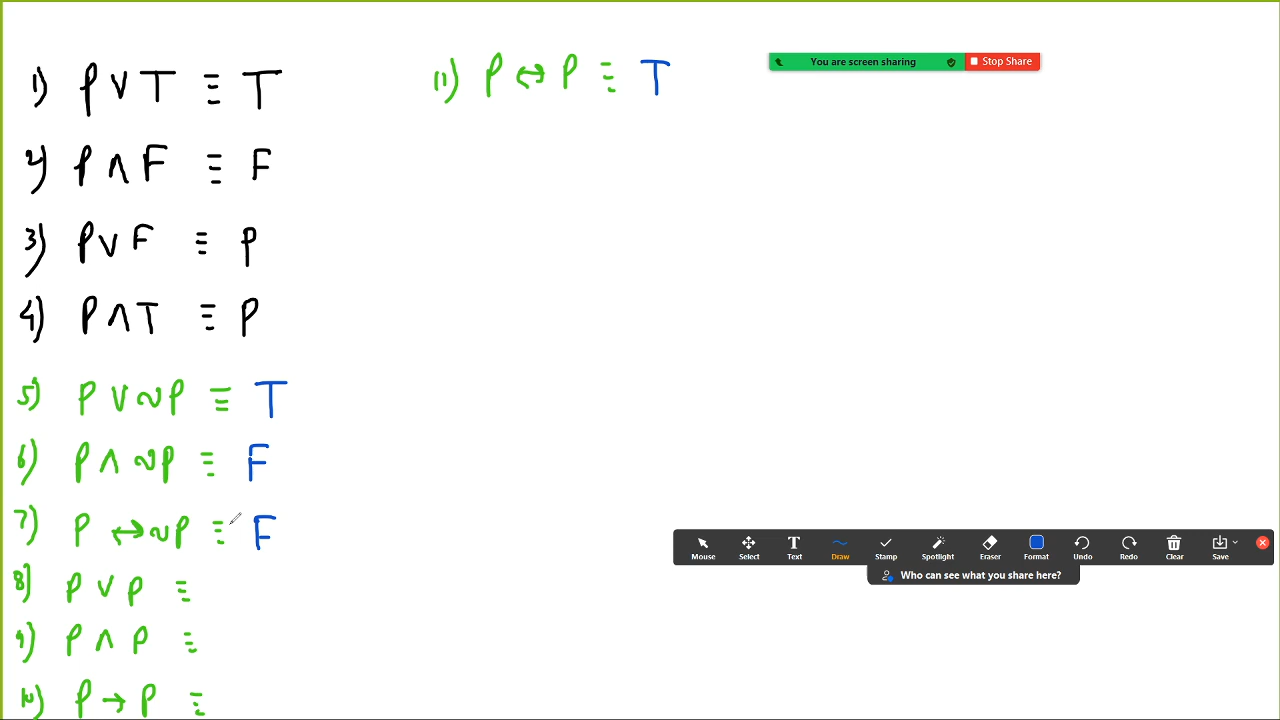 1) P ∨ T ≡ T
2) P ∧ F ≡ F
3) P ∨ F ≡ P
4) P ∧ T ≡ P
5) P ∨ ~P ≡ T
6) P ∧ ~P ≡ F
7) P ↔ ~P ≡ F
8) P ∨ P ≡
9) P ∧ P ≡
10) P → P ≡
11) P ↔ P ≡ T
You are screen sharing Stop Share
Mouse Select Text Draw Stamp Spotlight Eraser Format Undo Redo Clear Save
Who can see what you share here?